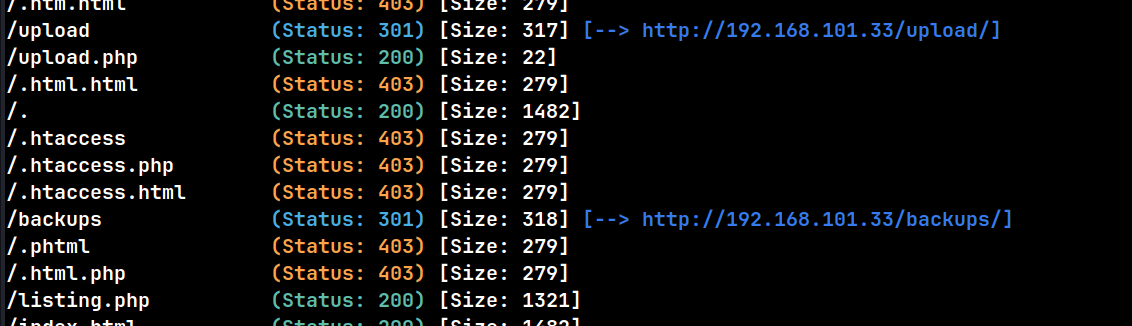 /.htm.html (Status: 403) [Size: 279]
/upload (Status: 301) [Size: 317] [--> http://192.168.101.33/upload/]
/upload.php (Status: 200) [Size: 22]
/.html.html (Status: 403) [Size: 279]
/. (Status: 200) [Size: 1482]
/.htaccess (Status: 403) [Size: 279]
/.htaccess.php (Status: 403) [Size: 279]
/.htaccess.html (Status: 403) [Size: 279]
/backups (Status: 301) [Size: 318] [--> http://192.168.101.33/backups/]
/.phtml (Status: 403) [Size: 279]
/.html.php (Status: 403) [Size: 279]
/listing.php (Status: 200) [Size: 1321]
/index.html (Status: 200) [Size: 1482]